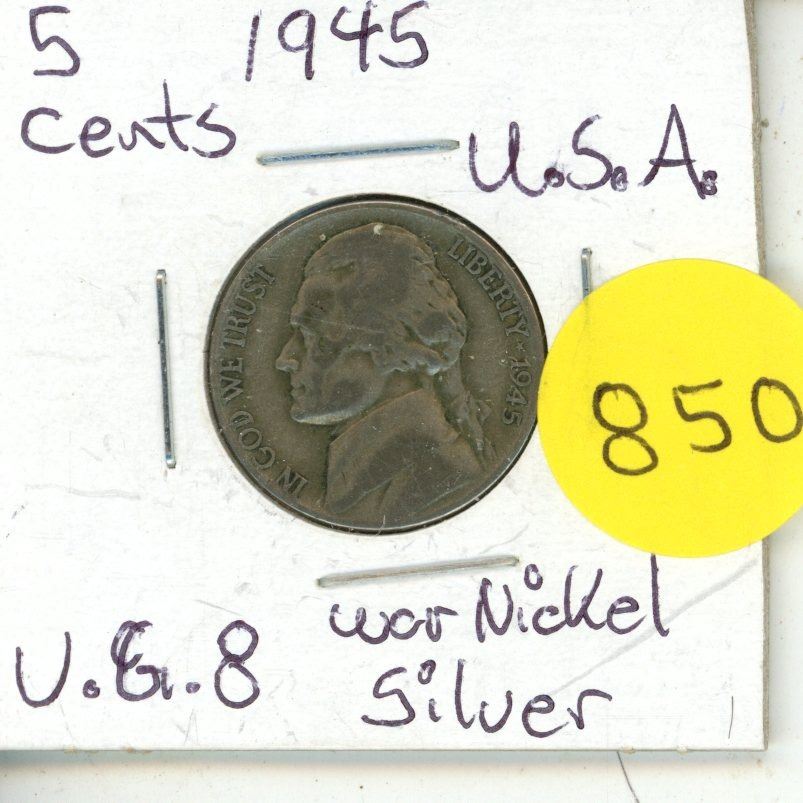 5 1945
cents
U.S.A.
IN GOD WE TRUST
LIBERTY ★ 1945
850
V.G.8
war Nickel
Silver